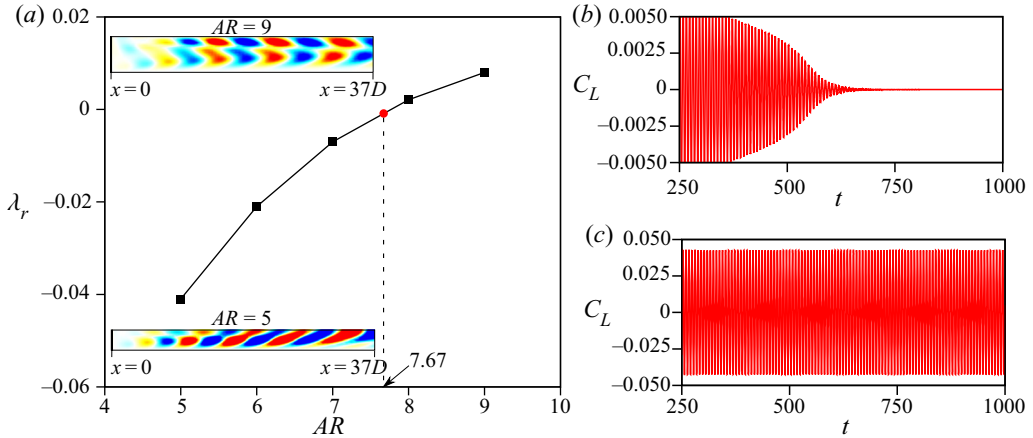 (a)
0.02
0
−0.02
−0.04
−0.06
λr
AR = 9
x = 0
x = 37D
AR = 5
x = 0
x = 37D
7.67
4
5
6
7
8
9
10
AR
(b)
0.0050
0.0025
0
−0.0025
−0.0050
CL
250
500
750
1000
t
(c)
0.050
0.025
0
−0.025
−0.050
CL
250
500
750
1000
t